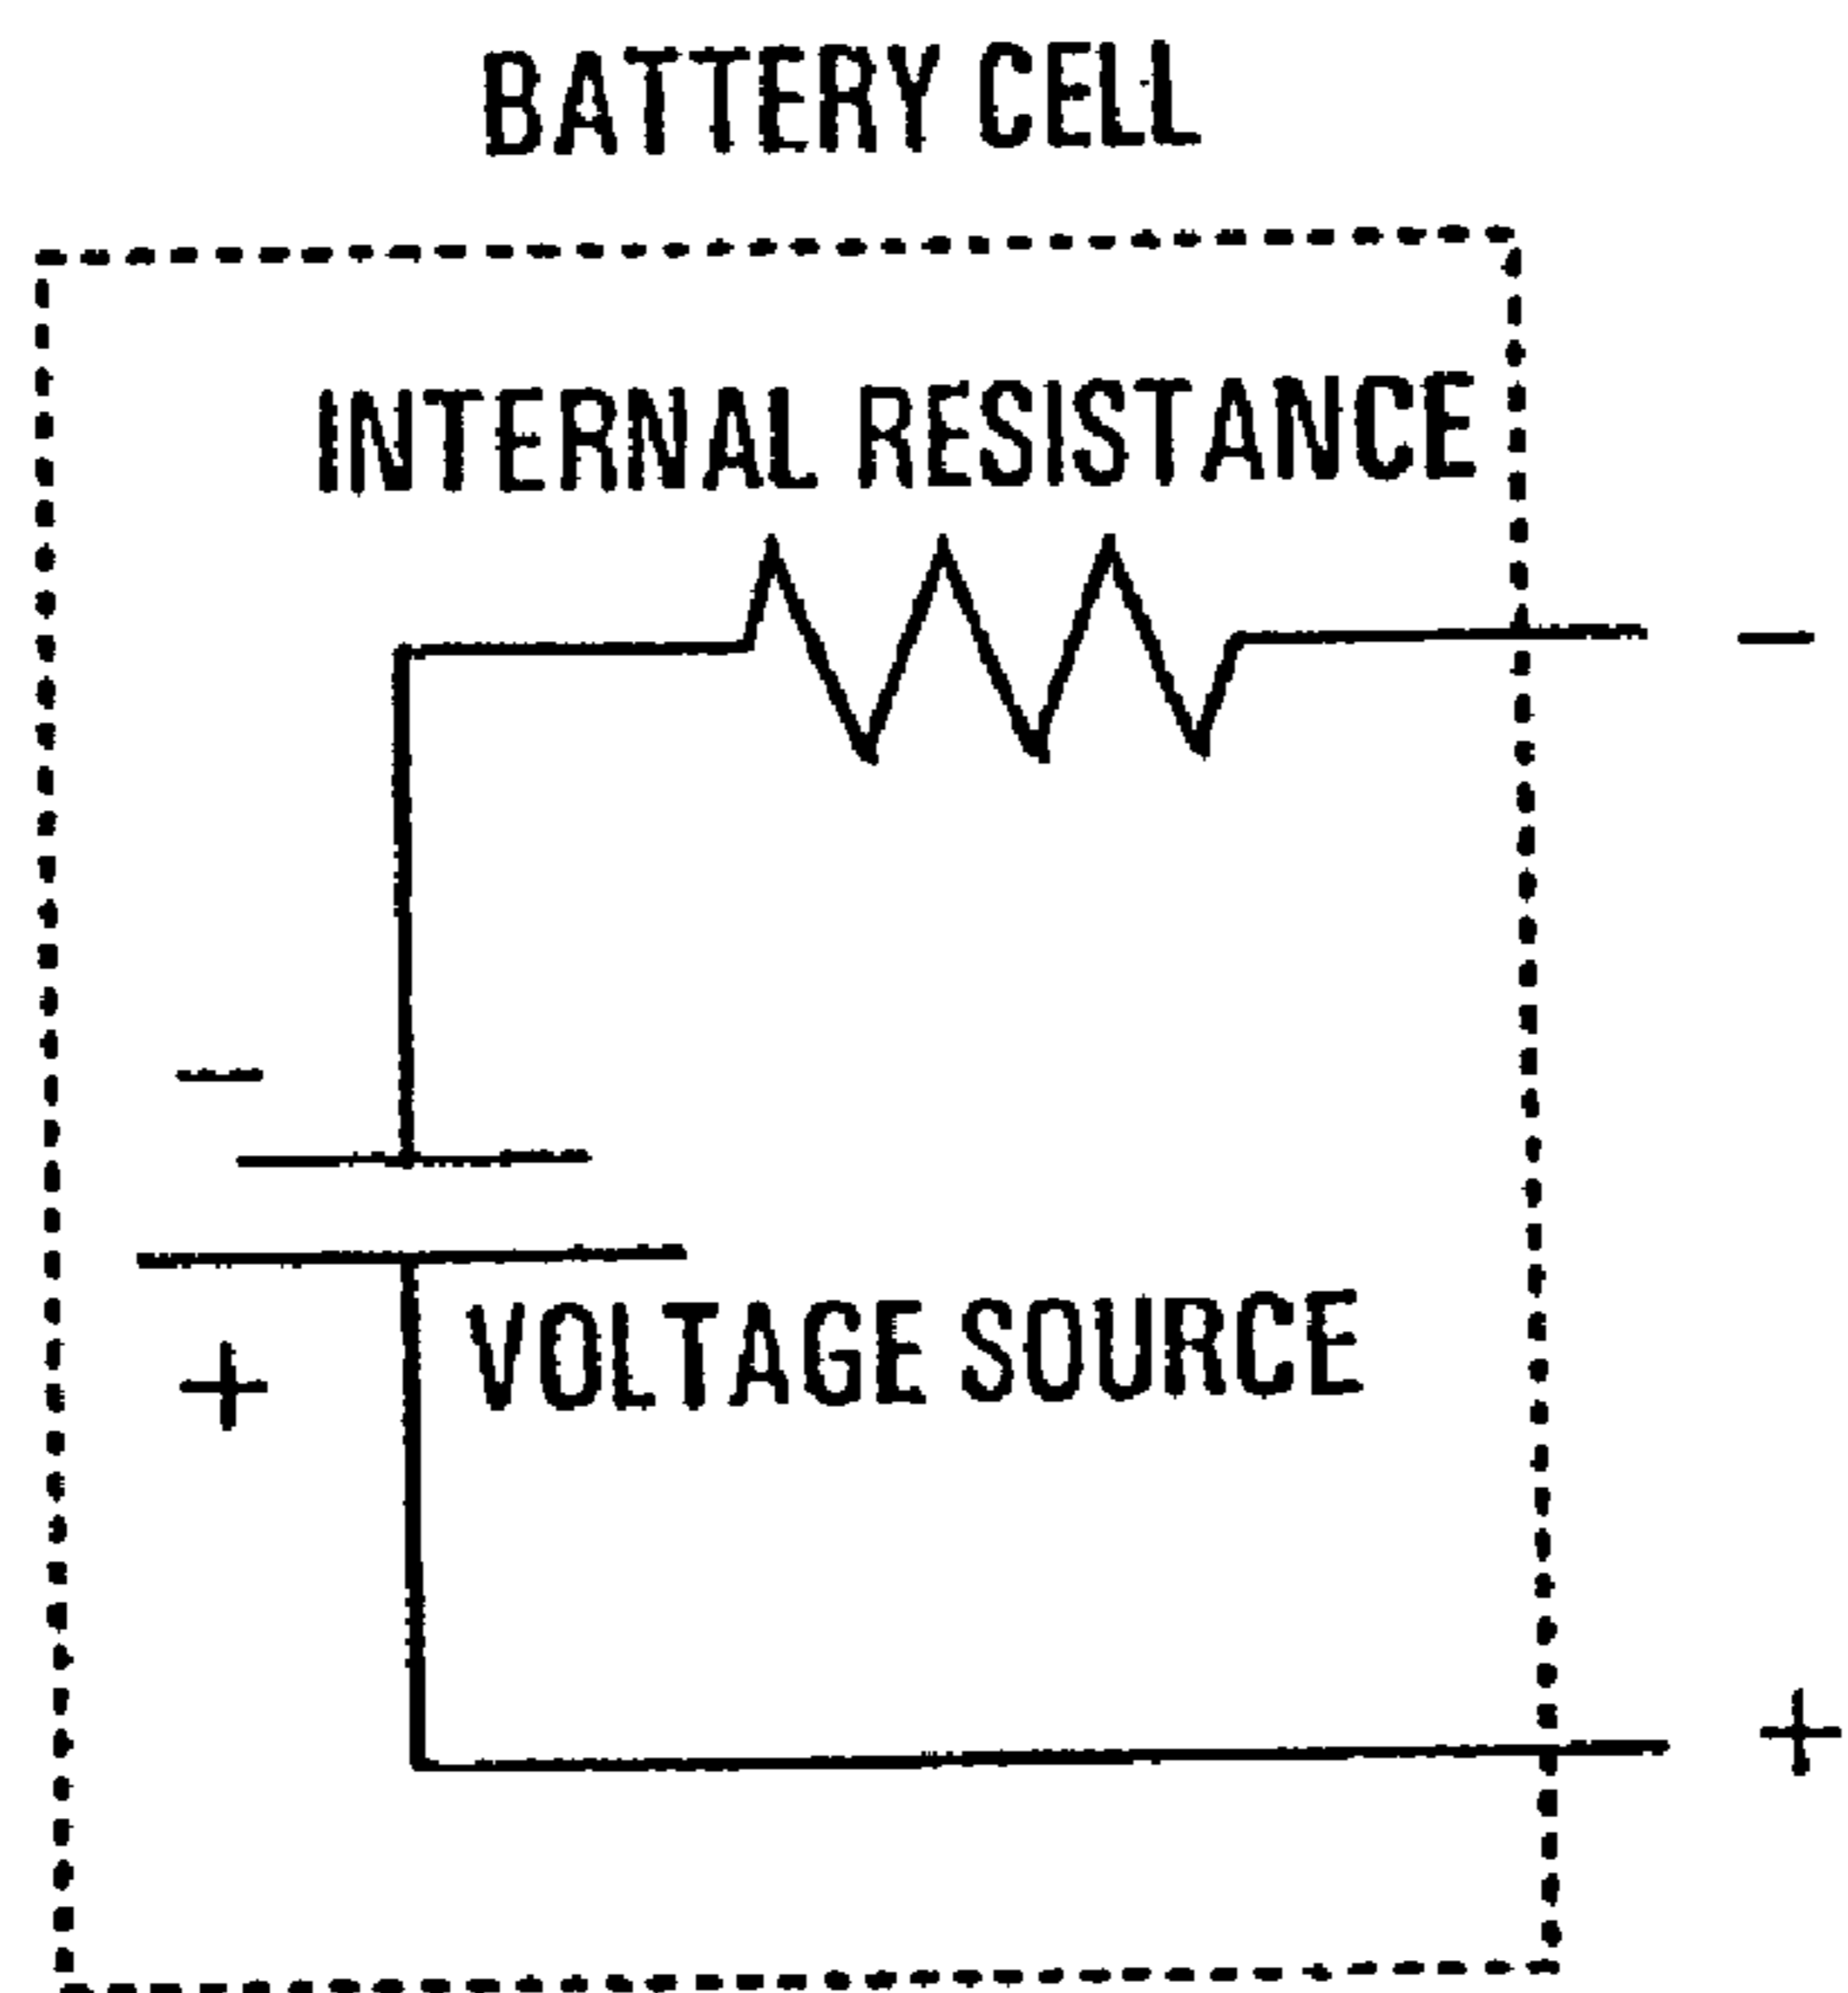 BATTERY CELL
INTERNAL RESISTANCE
−
−
+
VOLTAGE SOURCE
+